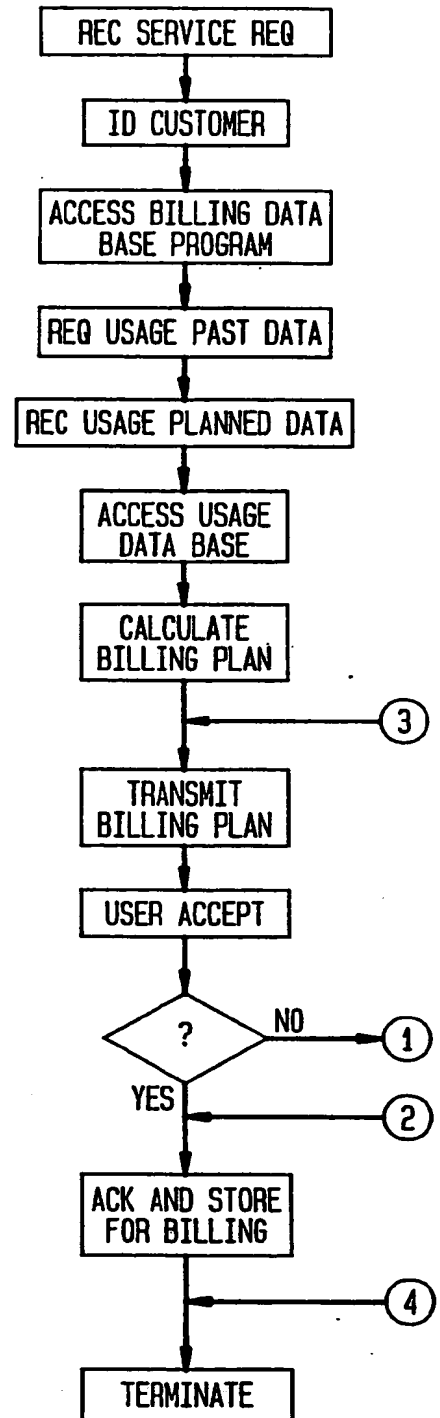 REC SERVICE REQ
ID CUSTOMER
ACCESS BILLING DATA
BASE PROGRAM
REQ USAGE PAST DATA
REC USAGE PLANNED DATA
ACCESS USAGE
DATA BASE
CALCULATE
BILLING PLAN
3
TRANSMIT
BILLING PLAN
USER ACCEPT
?
NO
1
YES
2
ACK AND STORE
FOR BILLING
4
TERMINATE